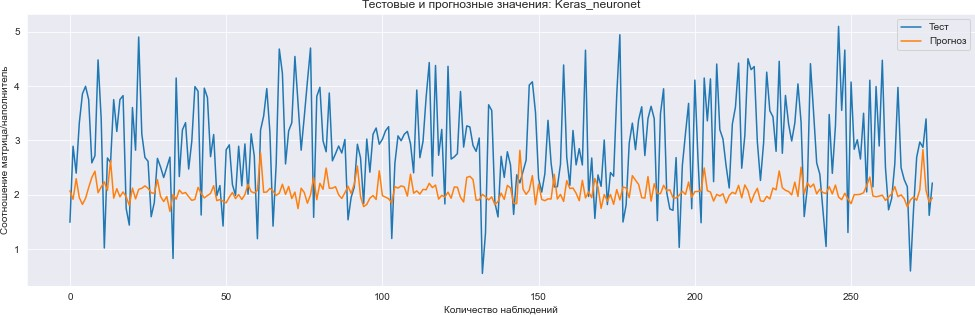 Тестовые и прогнозные значения: Keras_neuronet
Соотношение матрица/наполнитель
5
4
3
2
1
Тест
Прогноз
0
50
100
150
200
250
Количество наблюдений